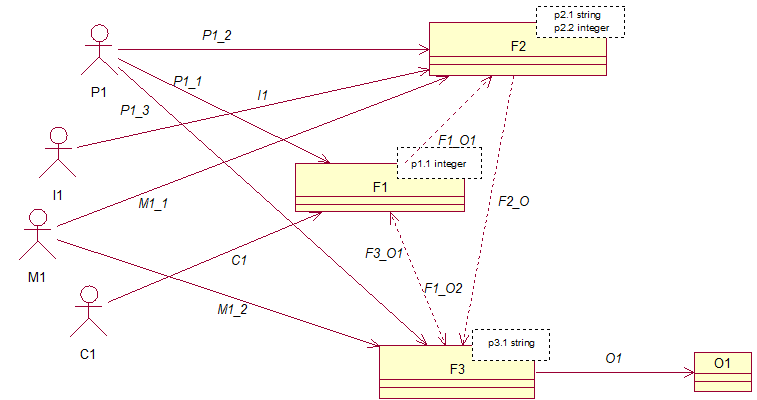 p2.1 string
p2.2 integer
P1_2
F2
P1_1
P1
I1
P1_3
F1_O1
p1.1 integer
F1
I1
M1_1
F2_O
M1
C1
F3_O1
F1_O2
M1_2
p3.1 string
C1
F3
O1
O1